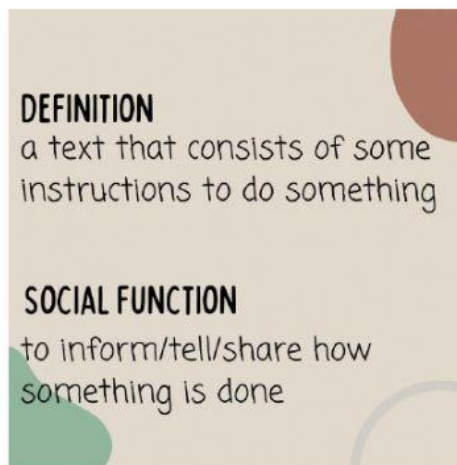 DEFINITION
a text that consists of some
instructions to do something
SOCIAL FUNCTION
to inform/tell/share how
something is done